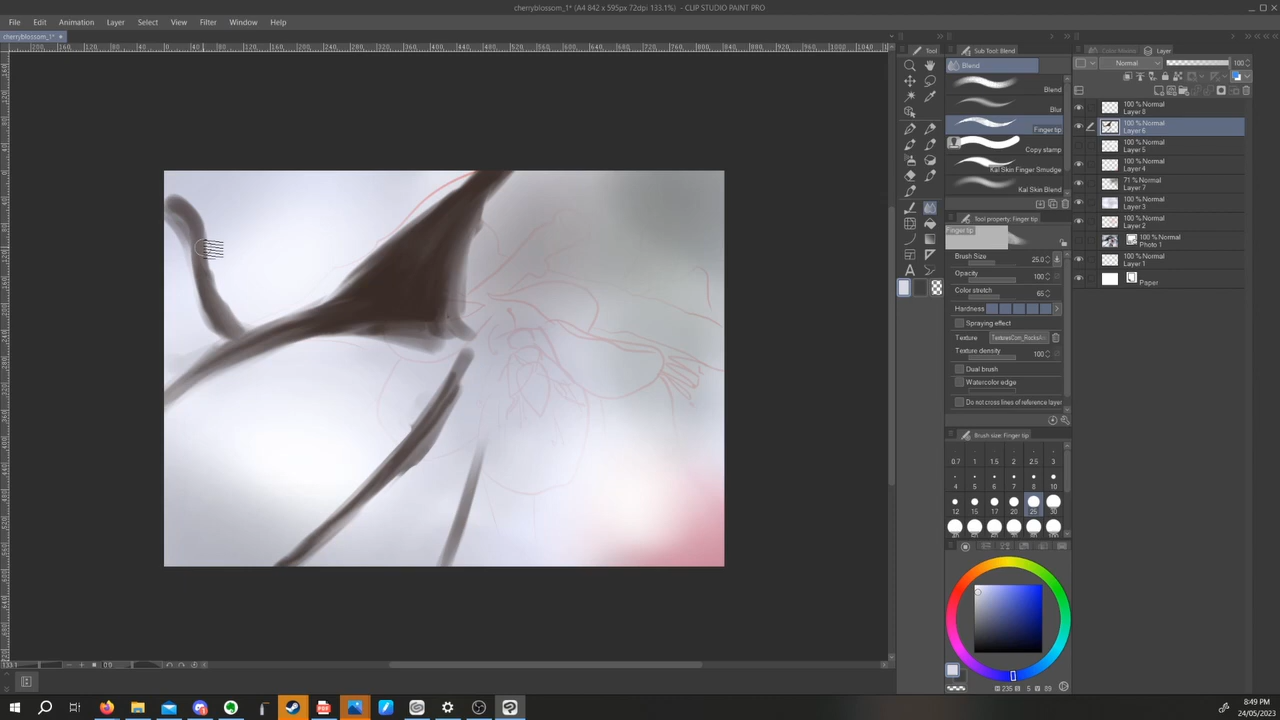 cherryblossom_1* (A4 842 x 595px 72dpi 133.1%) - CLIP STUDIO PAINT PRO
File Edit Animation Layer Select View Filter Window Help
cherryblossom_1*
Tool
Sub Tool: Blend
Layer
Blend
Blend
Blur
Finger tip
Copy stamp
Kal Skin Finger Smudge
Kal Skin Blend
Tool property: Finger tip
Finger tip
Brush Size 25.0
Opacity 100
Color stretch 65
Hardness
Spraying effect
Texture
Texture density 100
Dual brush
Watercolor edge
Do not cross lines of reference layer
Brush size: Finger tip
0.7 1 1.5 2 2.5 3
4 5 6 7 8 10
12 15 17 20 25 30
Normal 100
100 % Normal
Layer 8
100 % Normal
Layer 6
100 % Normal
Layer 5
100 % Normal
Layer 4
71 % Normal
Layer 7
100 % Normal
Layer 3
100 % Normal
Layer 2
100 % Normal
Photo 1
100 % Normal
Layer 1
Paper
235 5 89
8:49 PM
24/05/2023